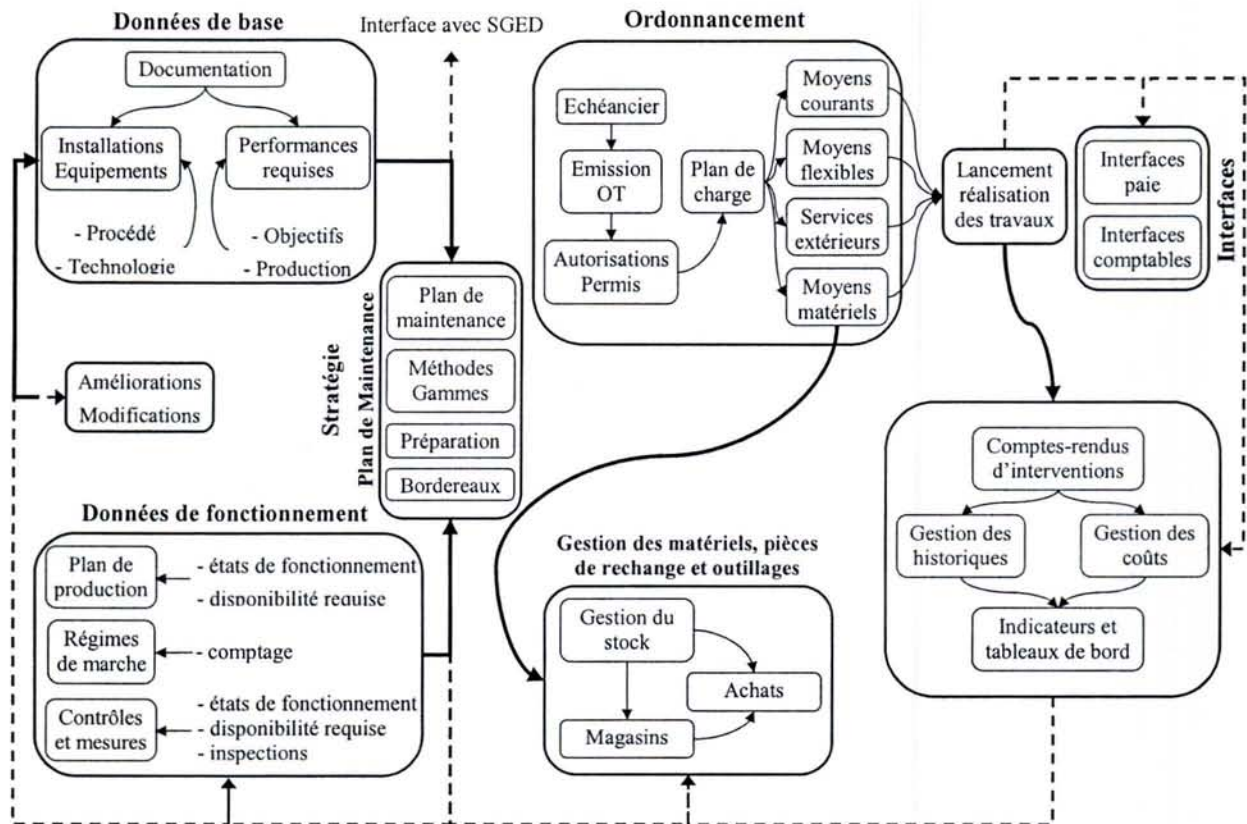 Données de base
Documentation
Installations
Equipements
Performances
requises
- Procédé
- Technologie
- Objectifs
- Production
Interface avec SGED
Améliorations
Modifications
Stratégie
Plan de Maintenance
Plan de
maintenance
Méthodes
Gammes
Préparation
Bordereaux
Ordonnancement
Echéancier
Emission
OT
Autorisations
Permis
Plan de
charge
Moyens
courants
Moyens
flexibles
Services
extérieurs
Moyens
matériels
Lancement
réalisation
des travaux
Interfaces
paie
Interfaces
comptables
Interfaces
Données de fonctionnement
Plan de
production
- états de fonctionnement
- disponibilité requise
Régimes
de marche
- comptage
Contrôles
et mesures
- états de fonctionnement
- disponibilité requise
- inspections
Gestion des matériels, pièces
de rechange et outillages
Gestion du
stock
Achats
Magasins
Comptes-rendus
d'interventions
Gestion des
historiques
Gestion des
coûts
Indicateurs et
tableaux de bord